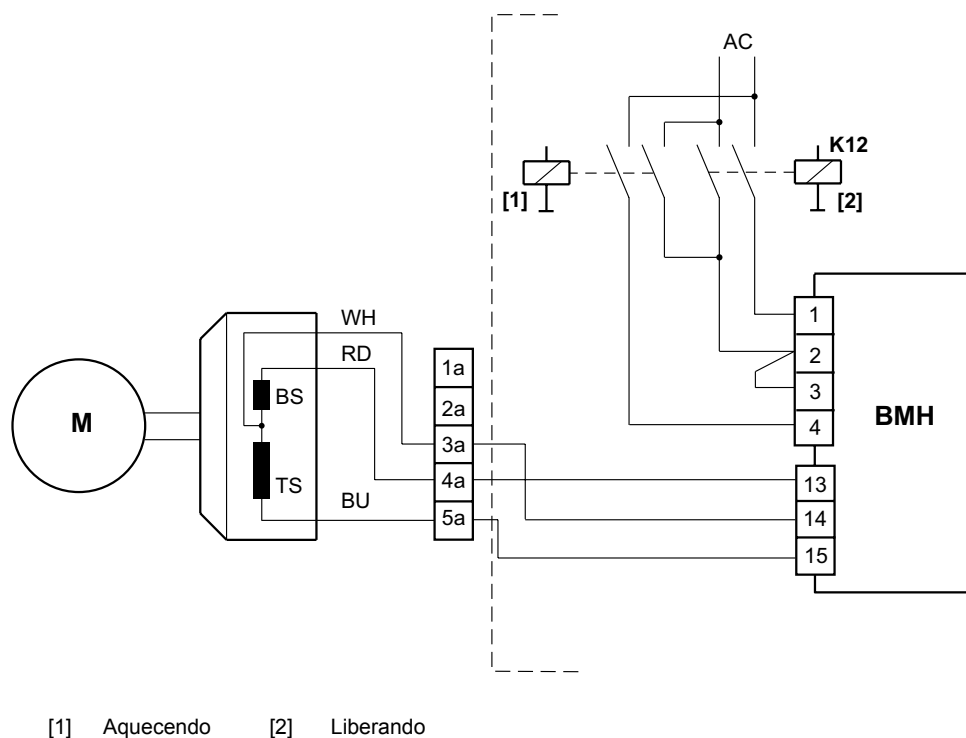 AC
K12
[1]
[2]
WH
1
RD
1a
2
BS
2a
3
M
3a
4
BMH
TS
4a
13
BU
5a
14
15
[1] Aquecendo [2] Liberando